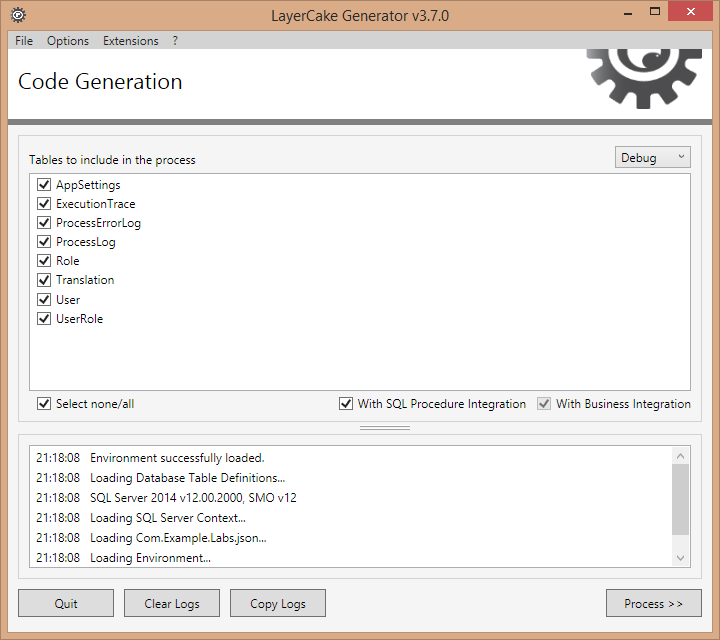 LayerCake Generator v3.7.0
File Options Extensions ?
Code Generation
Tables to include in the process
Debug
AppSettings
ExecutionTrace
ProcessErrorLog
ProcessLog
Role
Translation
User
UserRole
Select none/all With SQL Procedure Integration With Business Integration
21:18:08 Environment successfully loaded.
21:18:08 Loading Database Table Definitions...
21:18:08 SQL Server 2014 v12.00.2000, SMO v12
21:18:08 Loading SQL Server Context...
21:18:08 Loading Com.Example.Labs.json...
21:18:08 Loading Environment...
Quit Clear Logs Copy Logs Process >>